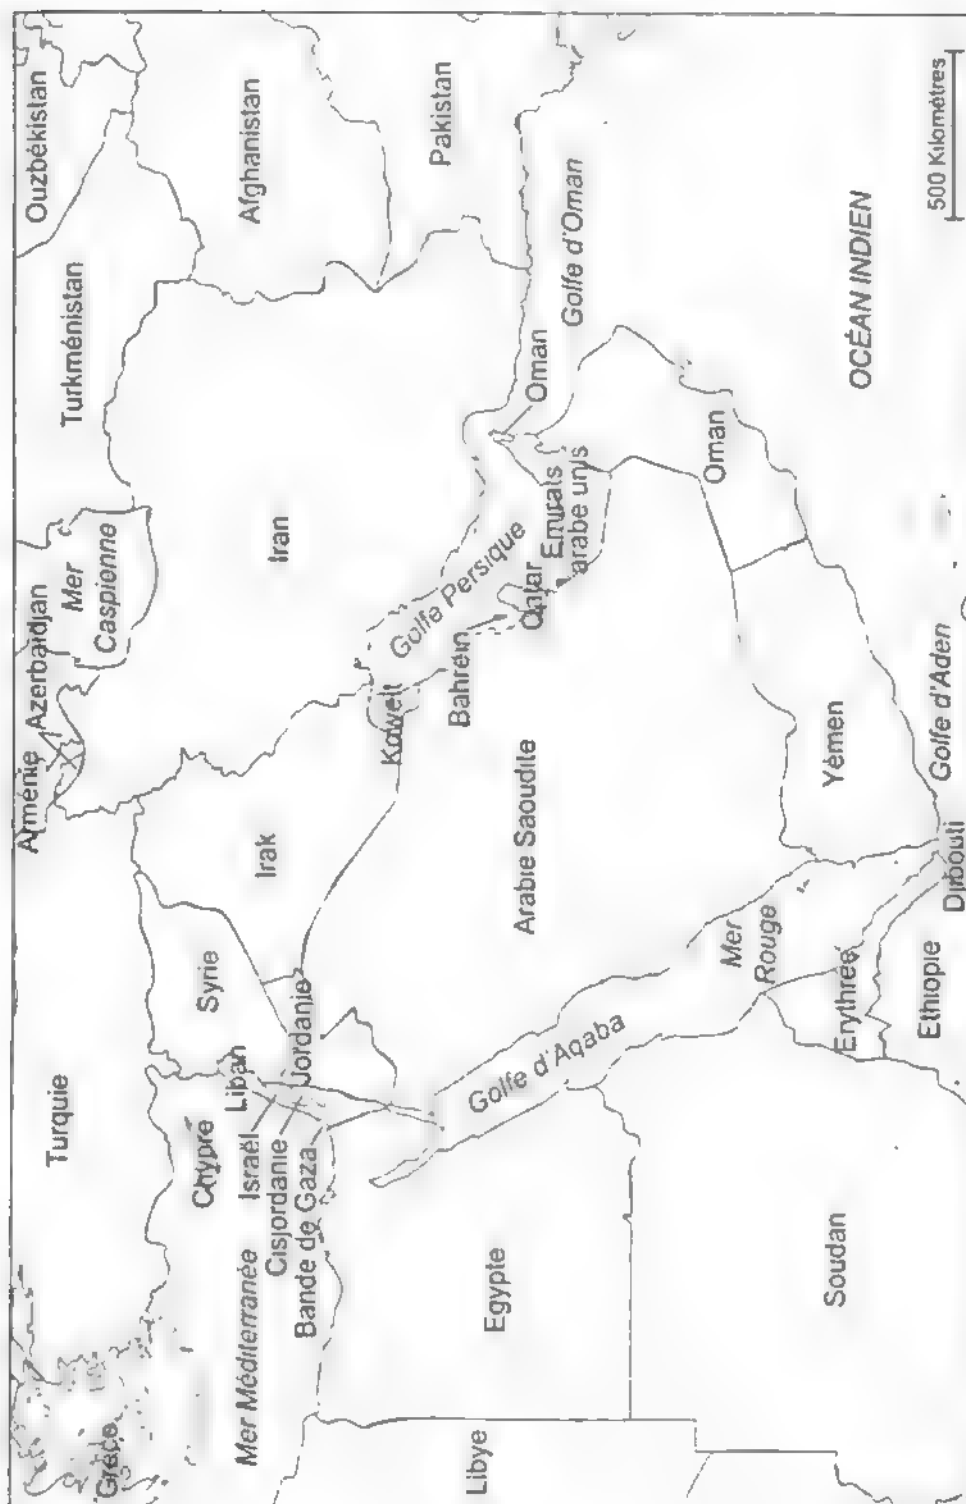 Grèce
Turquie
Arménie
Azerbaïdjan
Mer
Caspionne
Turkménistan
Ouzbékistan
Chypre
Syrie
Liban
Mer Méditerranée
Israël
Cisjordanie
Bande de Gaza
Jordanie
Irak
Iran
Afghanistan
Pakistan
Koweït
Golfe Persique
Bahrein
Qatar
Emirats
arabe unis
Oman
Golfe d'Oman
Libye
Egypte
Golfe d'Aqaba
Arabie Saoudite
Oman
Mer
Rouge
Soudan
Erythrée
Ethiopie
Yémen
Djibouti
Golfe d'Aden
OCÉAN INDIEN
500 Kilomètres